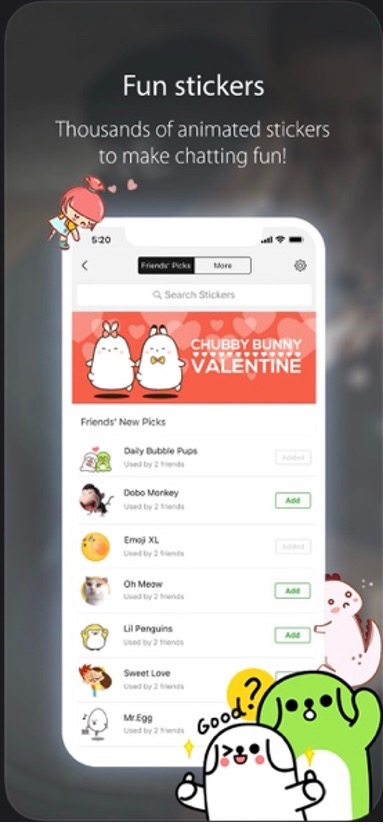 Fun stickers
Thousands of animated stickers
to make chatting fun!
5:20
Friends' Picks
More
Search Stickers
CHUBBY BUNNY
VALENTINE
Friends' New Picks
Daily Bubble Pups
Used by 2 friends
Added
Dobo Monkey
Used by 2 friends
Add
Emoji XL
Used by 2 friends
Added
Oh Meow
Used by 2 friends
Add
Lil Penguins
Used by 2 friends
Add
Sweet Love
Used by 2 friends
Mr.Egg
Used by 2 friends
Good?